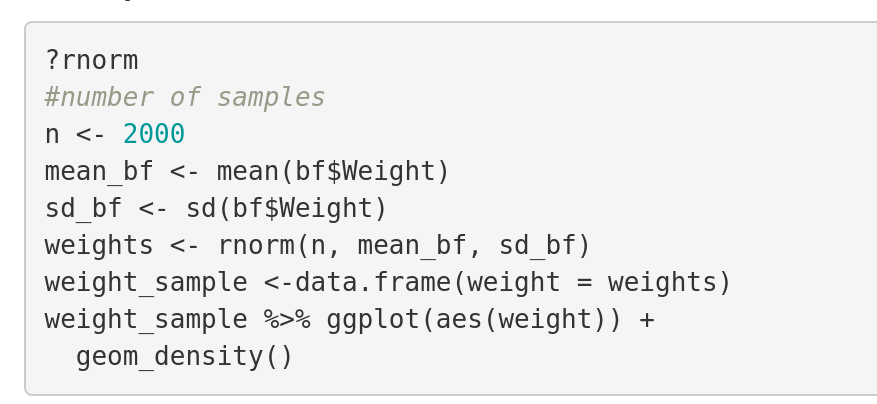 ?rnorm
#number of samples
n <- 2000
mean_bf <- mean(bf$Weight)
sd_bf <- sd(bf$Weight)
weights <- rnorm(n, mean_bf, sd_bf)
weight_sample <-data.frame(weight = weights)
weight_sample %>% ggplot(aes(weight)) +
  geom_density()